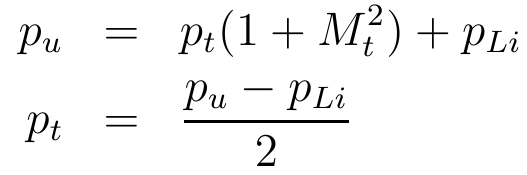 p_u = p_t(1 + M_t^2) + p_{Li}
p_t = \frac{p_u - p_{Li}}{2}